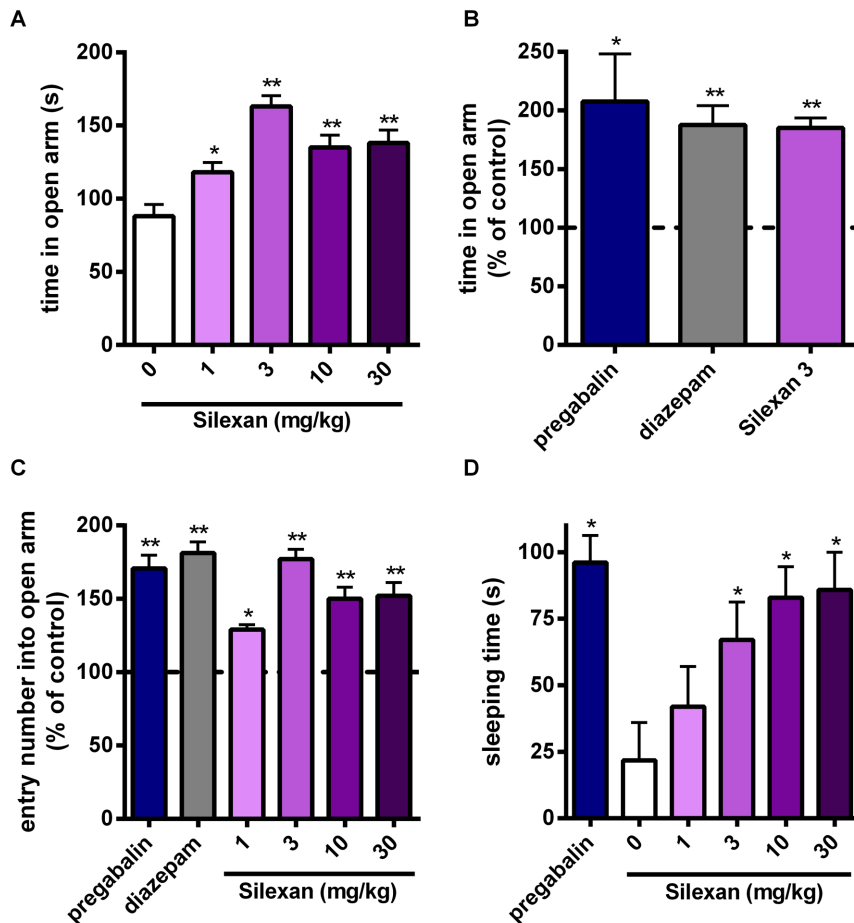 A
time in open arm (s)
200
150
100
50
0
*
**
**
**
0
1
3
10
30
Silexan (mg/kg)
B
time in open arm
(% of control)
250
200
150
100
50
0
*
**
**
pregabalin
diazepam
Silexan 3
C
entry number into open arm
(% of control)
200
150
100
50
0
**
**
*
**
**
**
pregabalin
diazepam
1
3
10
30
Silexan (mg/kg)
D
sleeping time (s)
100
75
50
25
0
*
*
*
*
pregabalin
0
1
3
10
30
Silexan (mg/kg)